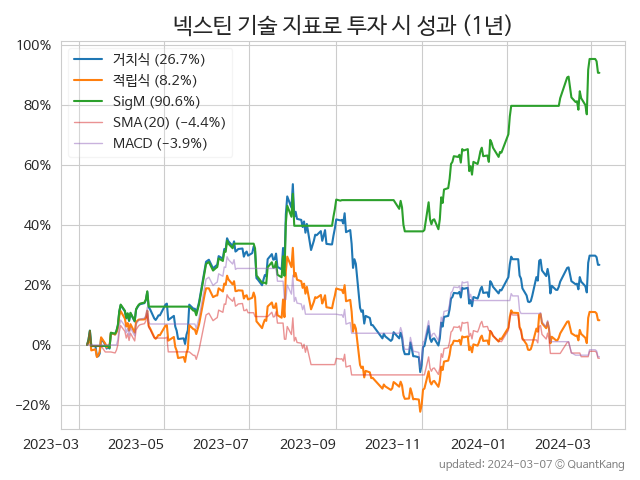 넥스틴 기술 지표로 투자 시 성과 (1년)
100%
80%
60%
40%
20%
0%
−20%
거치식 (26.7%)
적립식 (8.2%)
SigM (90.6%)
SMA(20) (−4.4%)
MACD (−3.9%)
2023−03
2023−05
2023−07
2023−09
2023−11
2024−01
2024−03
updated: 2024−03−07 © QuantKang